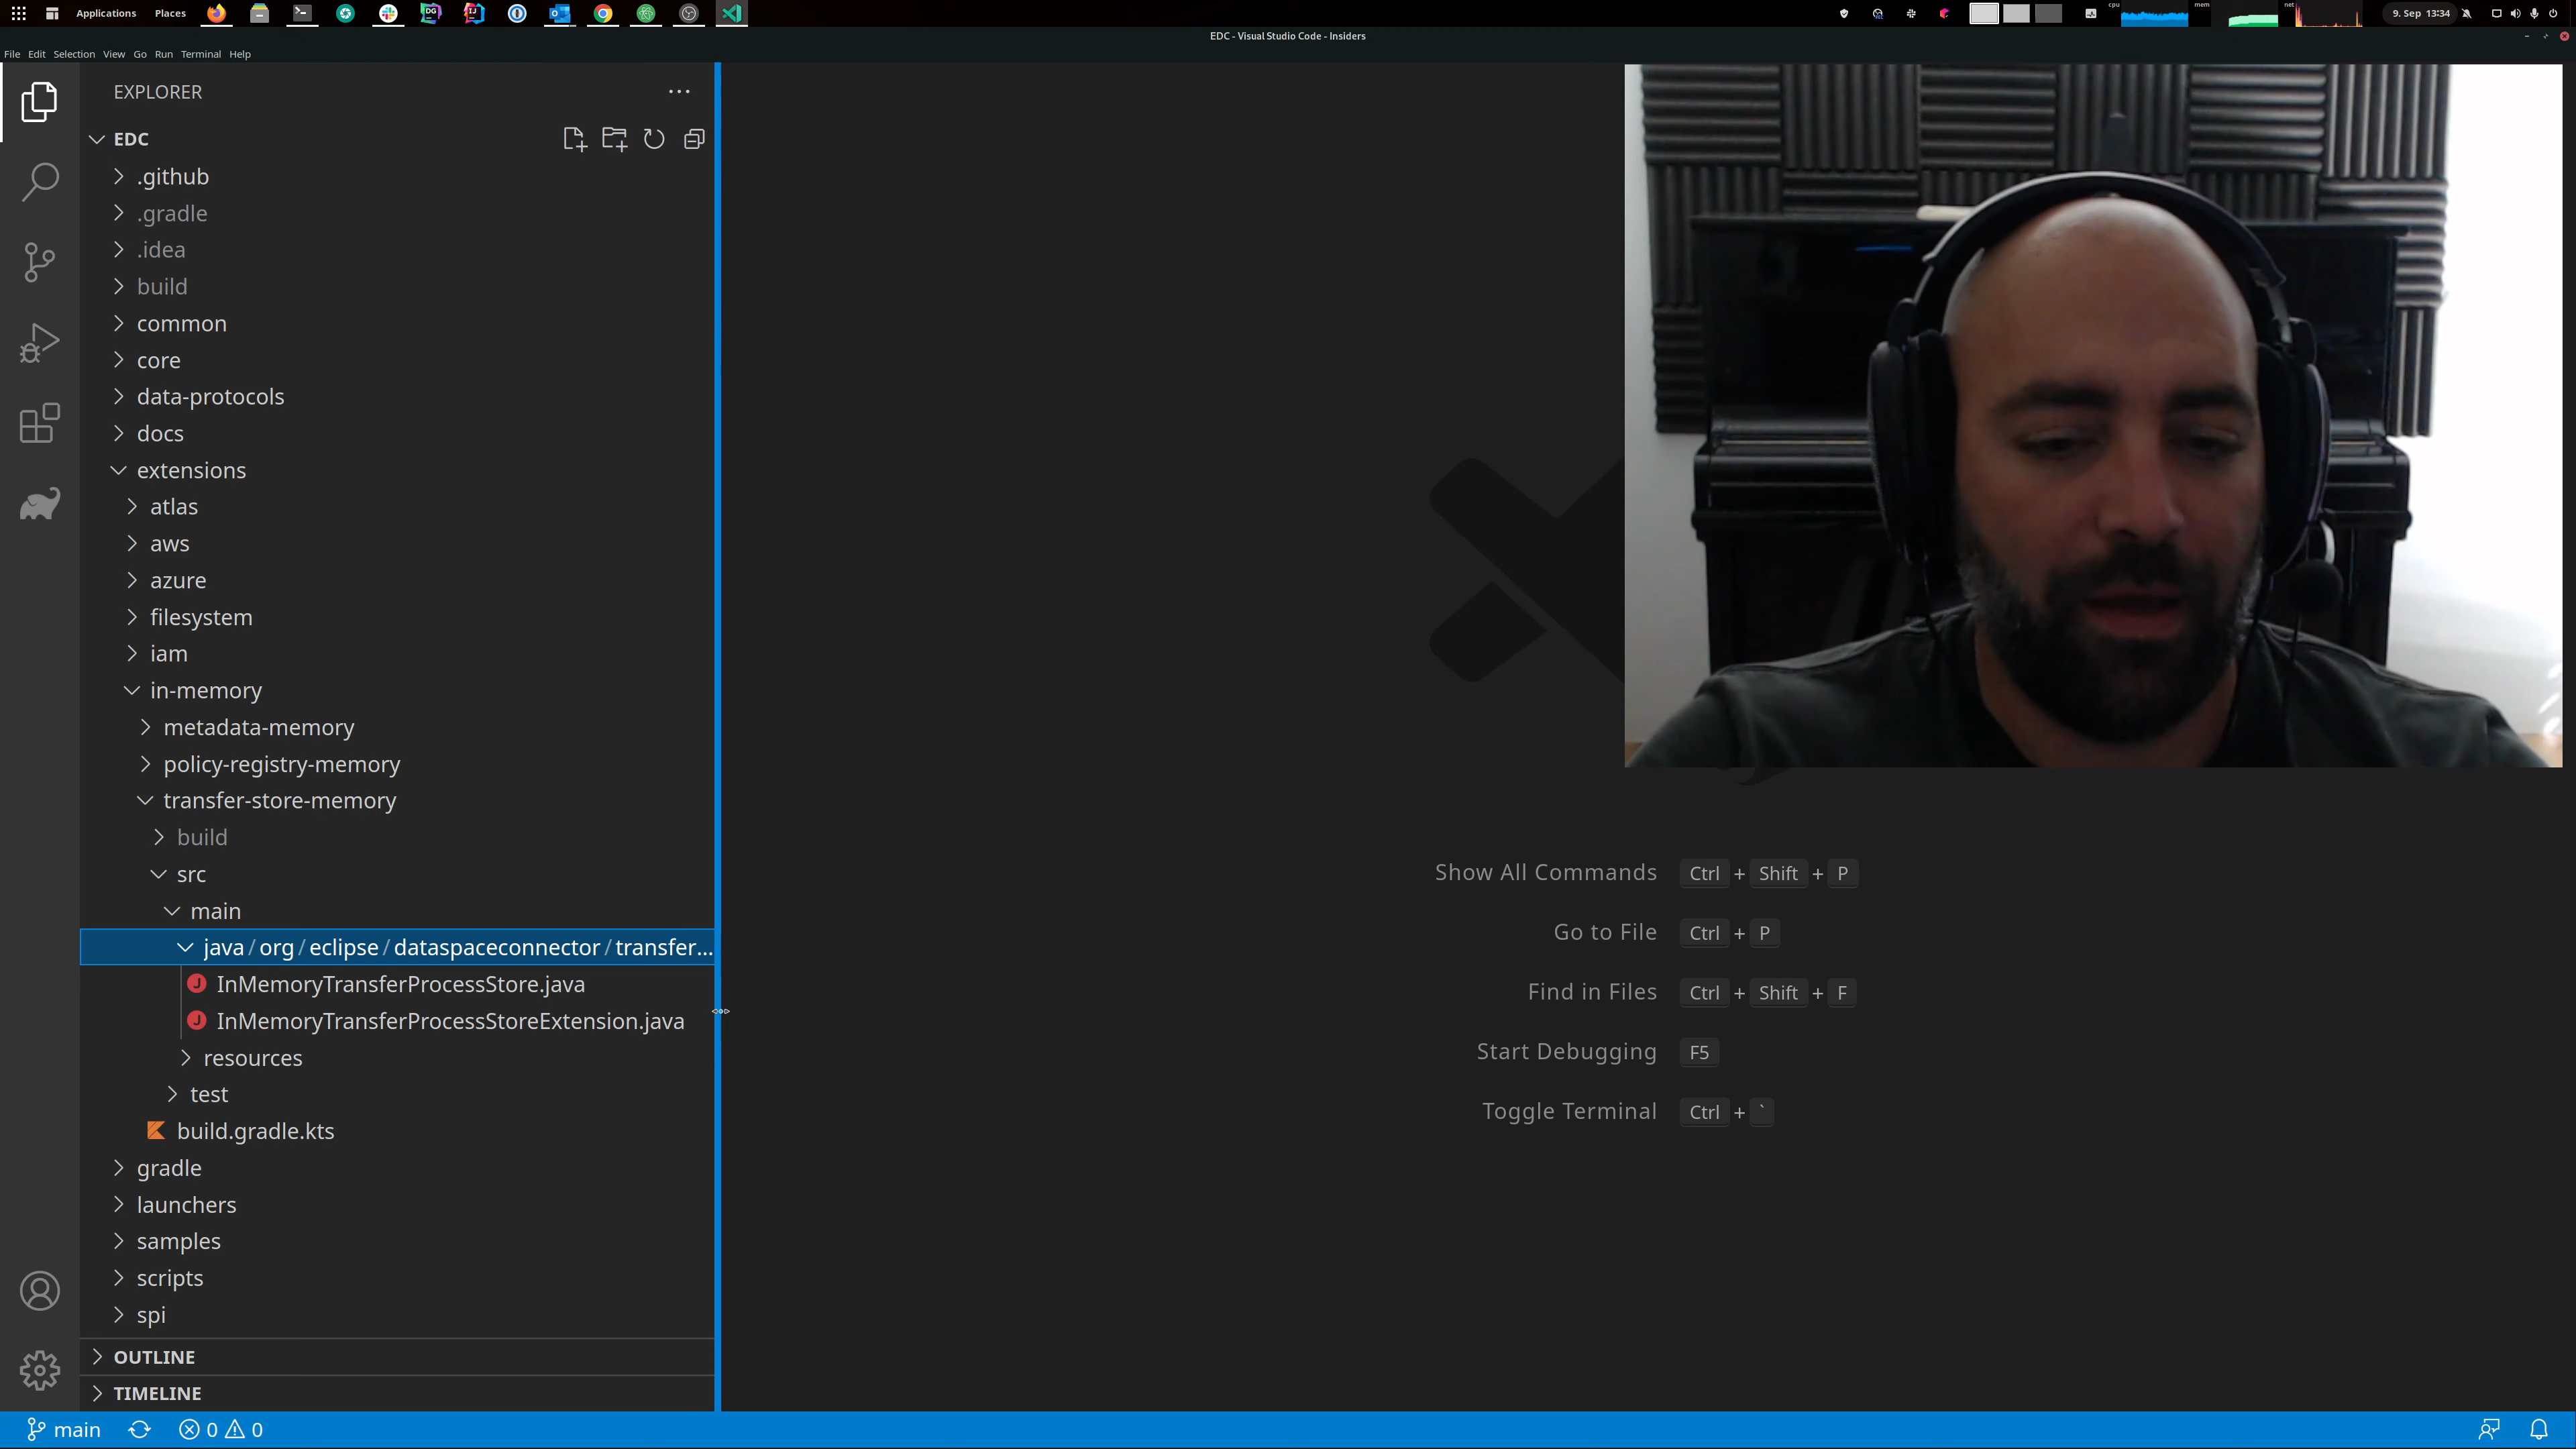 Applications Places
9. Sep 13:34
cpu
mem
net
EDC - Visual Studio Code - Insiders
File Edit Selection View Go Run Terminal Help
EXPLORER
EDC
.github
.gradle
.idea
build
common
core
data-protocols
docs
extensions
atlas
aws
azure
filesystem
iam
in-memory
metadata-memory
policy-registry-memory
transfer-store-memory
build
src
main
java / org / eclipse / dataspaceconnector / transfer...
InMemoryTransferProcessStore.java
InMemoryTransferProcessStoreExtension.java
resources
test
build.gradle.kts
gradle
launchers
samples
scripts
spi
OUTLINE
TIMELINE
main
0 0
Show All Commands Ctrl + Shift + P
Go to File Ctrl + P
Find in Files Ctrl + Shift + F
Start Debugging F5
Toggle Terminal Ctrl + `